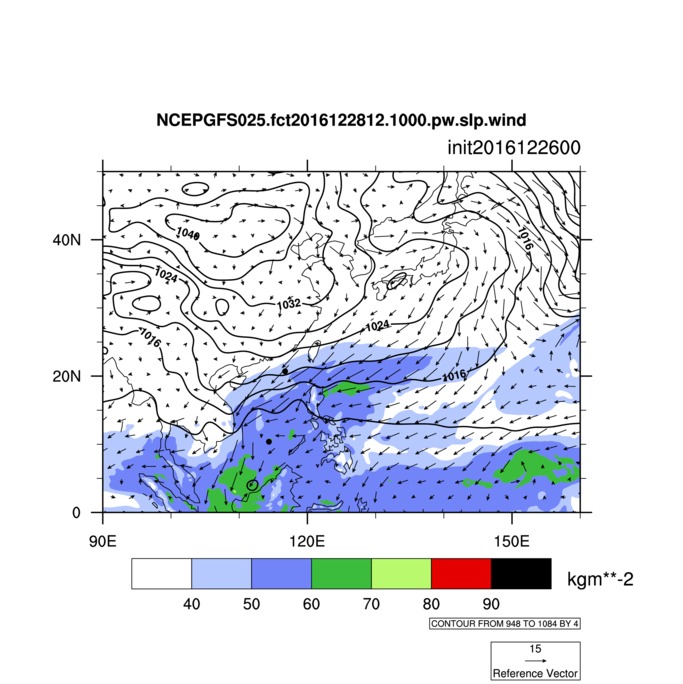 NCEPGFS025.fct2016122812.1000.pw.slp.wind
init2016122600
1040
1016
40N
1024
1032
1024
1016
20N
1016
0
90E 120E 150E
kgm**-2
40 50 60 70 80 90
CONTOUR FROM 948 TO 1084 BY 4
15
Reference Vector